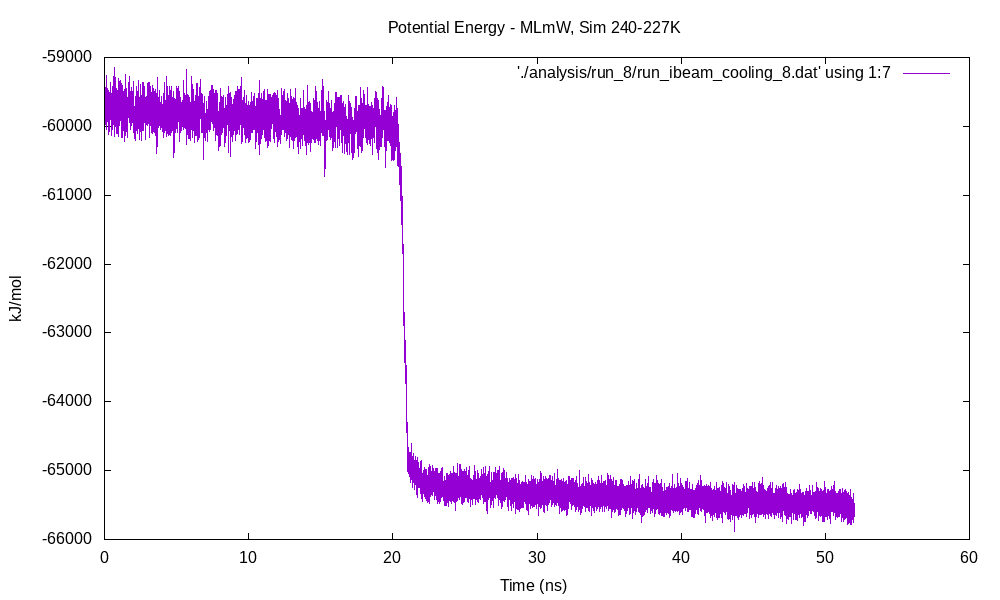 Potential Energy - MLmW, Sim 240-227K
'./analysis/run_8/run_ibeam_cooling_8.dat' using 1:7
-59000
-60000
-61000
-62000
-63000
-64000
-65000
-66000
kJ/mol
0 10 20 30 40 50 60
Time (ns)